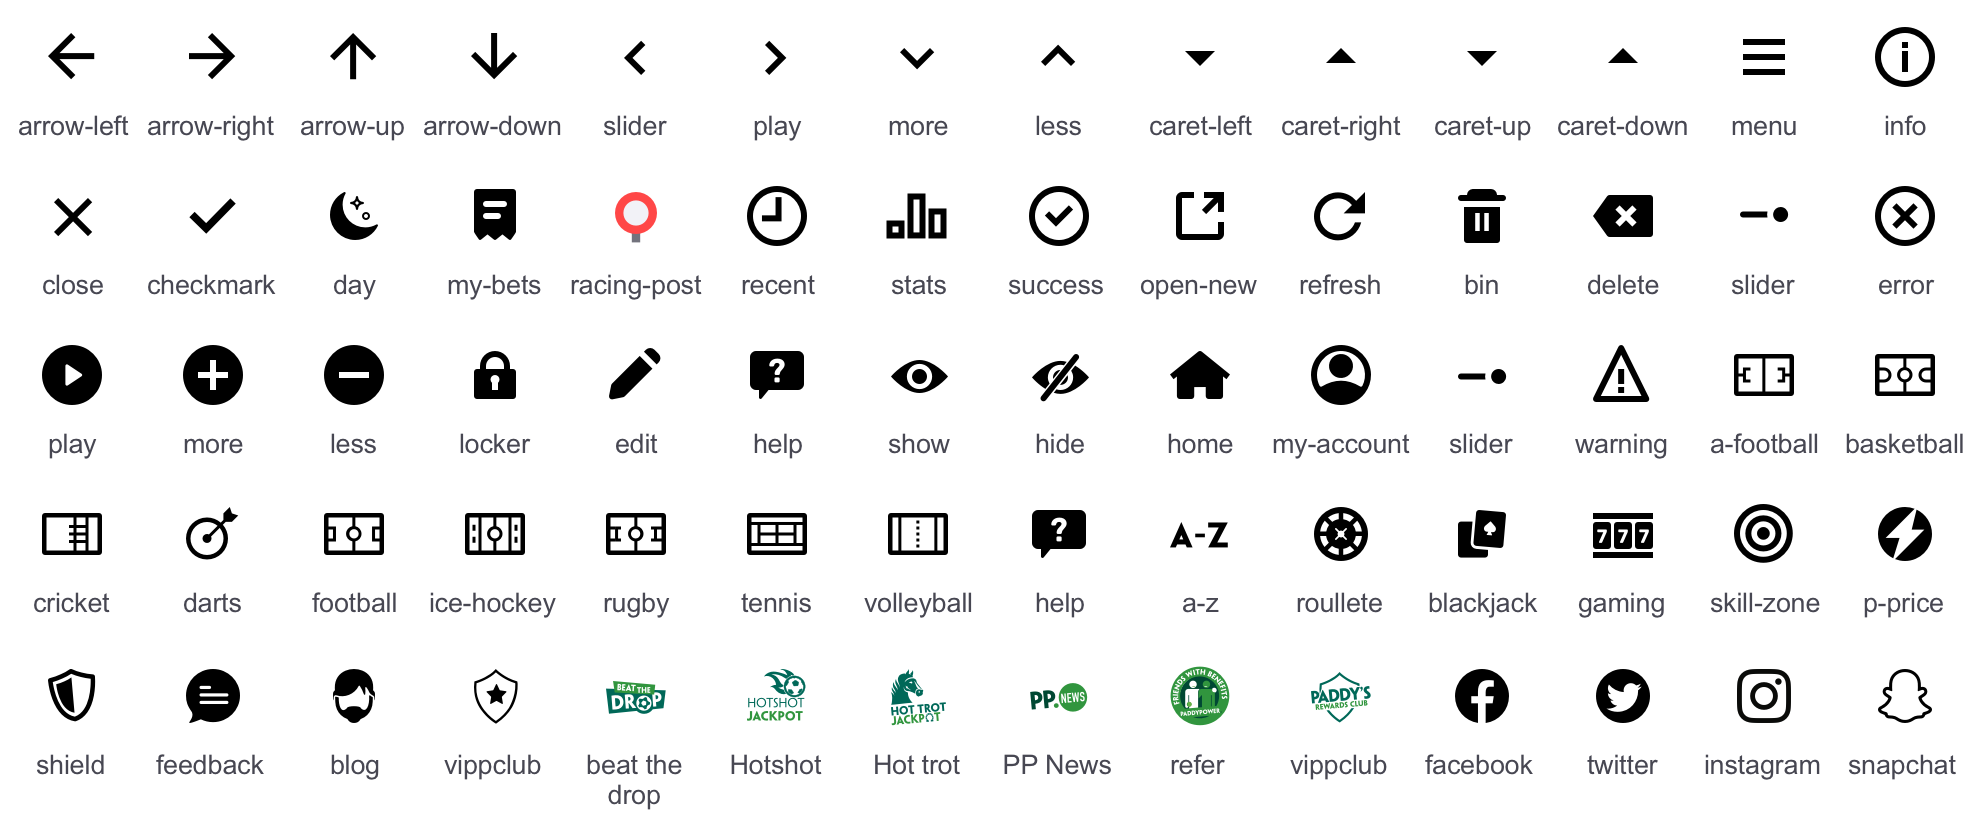 arrow-left arrow-right arrow-up arrow-down slider play more less caret-left caret-right caret-up caret-down menu info
close checkmark day my-bets racing-post recent stats success open-new refresh bin delete slider error
?
play more less locker edit help show hide home my-account slider warning a-football basketball
? A-Z 777
cricket darts football ice-hockey rugby tennis volleyball help a-z roullete blackjack gaming skill-zone p-price
BEAT THE DROP
HOTSHOT JACKPOT
HOT TROT JACKPOT
PP. NEWS
FRIENDS WITH BENEFITS PADDYPOWER
PADDY'S REWARDS CLUB
shield feedback blog vippclub beat the drop Hotshot Hot trot PP News refer vippclub facebook twitter instagram snapchat